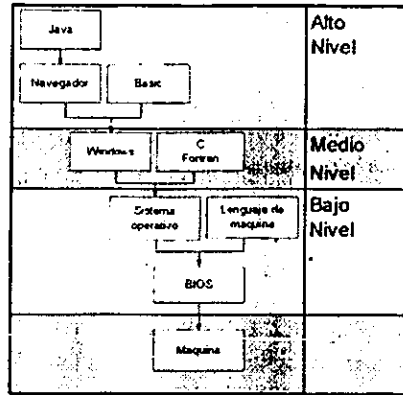 Java
Alto
Nivel
Navegador
Basic
Windows
C
Fortran
Medio
Nivel
Sistema
operativo
Lenguaje de
maquina
Bajo
Nivel
BIOS
Maquina